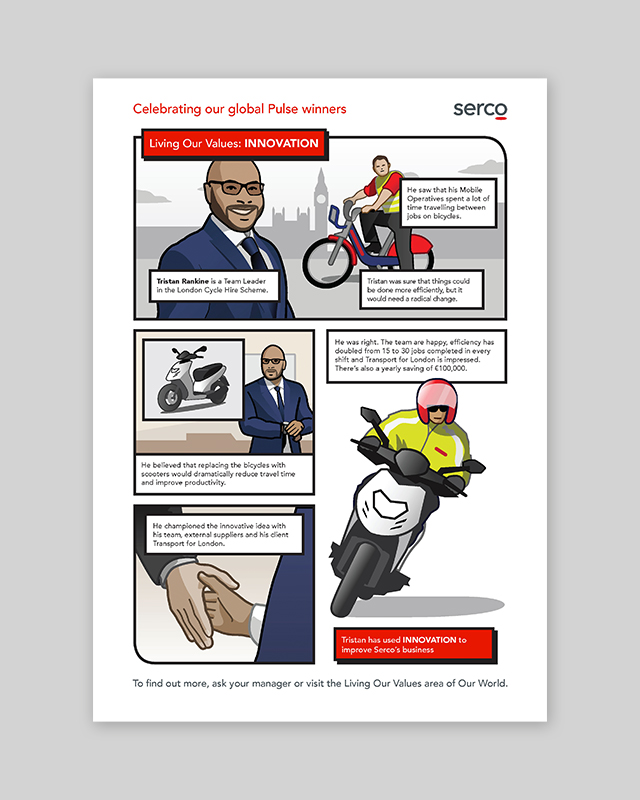 Celebrating our global Pulse winners
serco
Living Our Values: INNOVATION
He saw that his Mobile
Operatives spent a lot of
time travelling between
jobs on bicycles.
Tristan Rankine is a Team Leader
in the London Cycle Hire Scheme.
Tristan was sure that things could
be done more efficiently, but it
would need a radical change.
He believed that replacing the bicycles with
scooters would dramatically reduce travel time
and improve productivity.
He was right. The team are happy, efficiency has
doubled from 15 to 30 jobs completed in every
shift and Transport for London is impressed.
There's also a yearly saving of €100,000.
He championed the innovative idea with
his team, external suppliers and his client
Transport for London.
Tristan has used INNOVATION to
improve Serco's business
To find out more, ask your manager or visit the Living Our Values area of Our World.